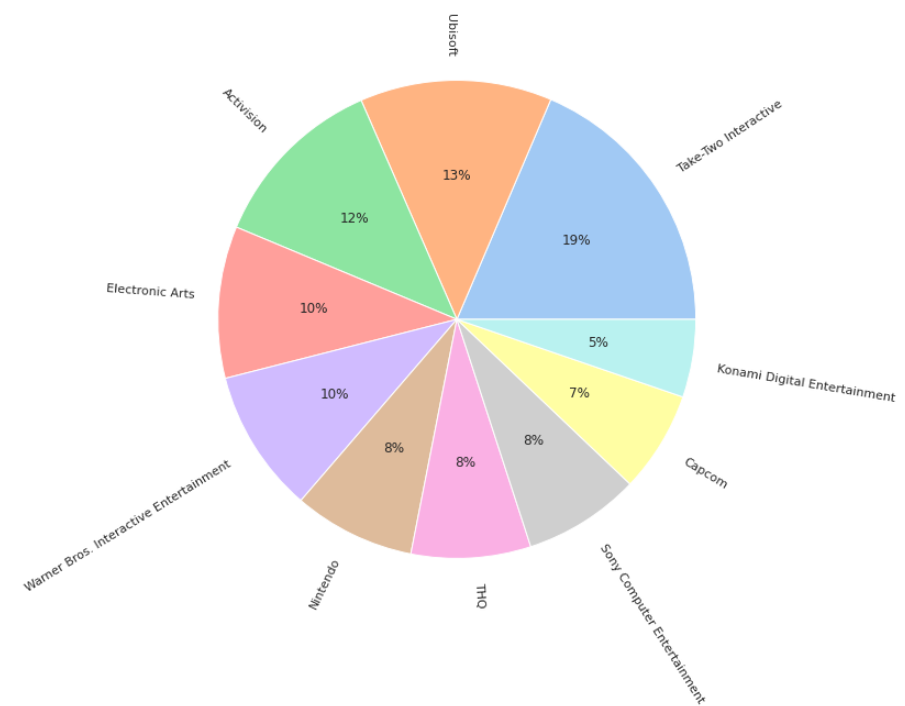 Ubisoft
Take-Two Interactive
Activision
13%
12%
19%
Electronic Arts
10%
5%
Konami Digital Entertainment
10%
7%
8%
8%
8%
Capcom
Warner Bros. Interactive Entertainment
Nintendo
THQ
Sony Computer Entertainment